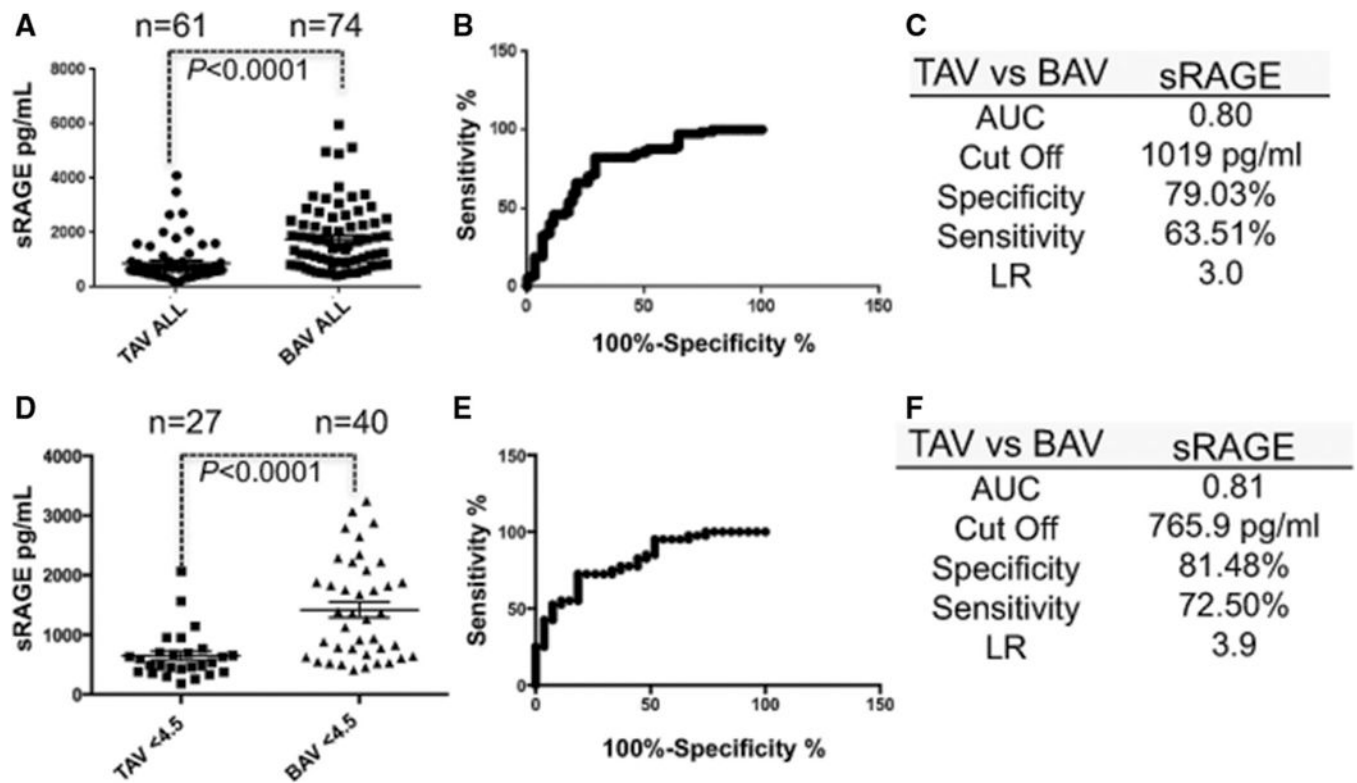 A
n=61 n=74
P<0.0001
sRAGE pg/mL
8000
6000
4000
2000
0
TAV ALL
BAV ALL
B
Sensitivity %
150
100
50
0
0 50 100 150
100%-Specificity %
C
TAV vs BAV sRAGE
AUC 0.80
Cut Off 1019 pg/ml
Specificity 79.03%
Sensitivity 63.51%
LR 3.0
D
n=27 n=40
P<0.0001
sRAGE pg/mL
4000
3000
2000
1000
0
TAV <4.5
BAV <4.5
E
Sensitivity %
150
100
50
0
0 50 100 150
100%-Specificity %
F
TAV vs BAV sRAGE
AUC 0.81
Cut Off 765.9 pg/ml
Specificity 81.48%
Sensitivity 72.50%
LR 3.9